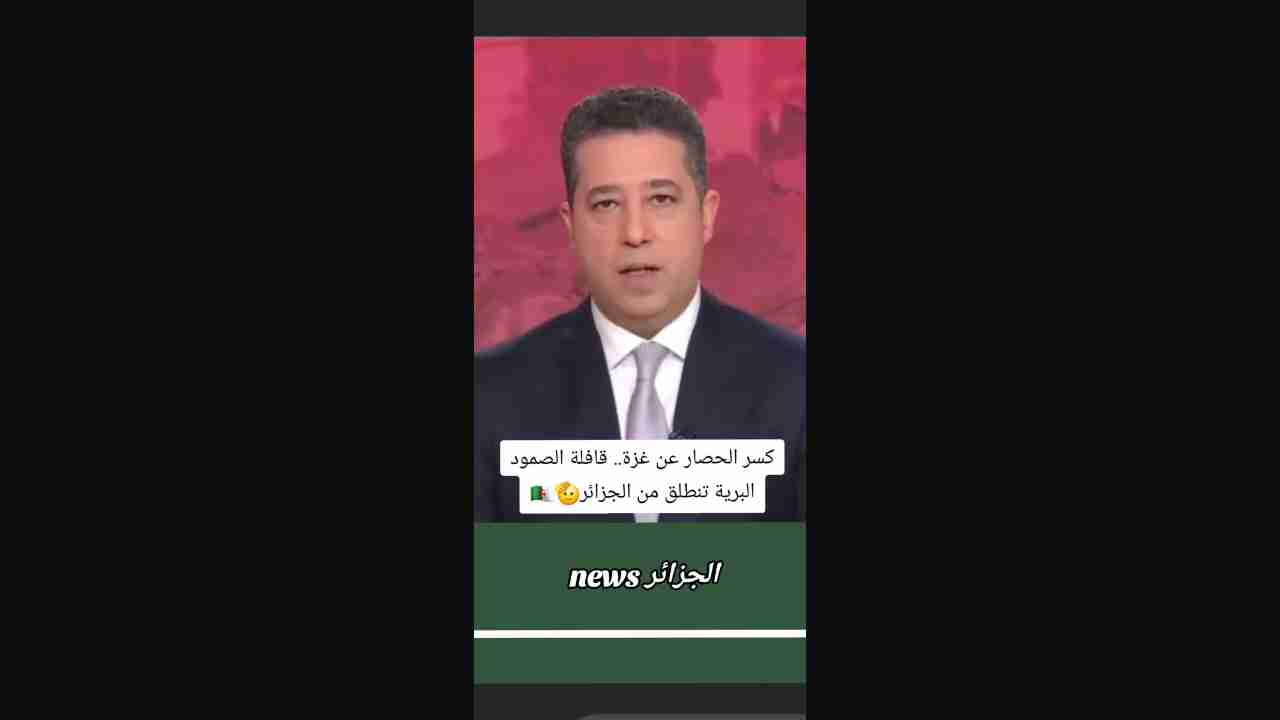 كسر الحصار عن غزة.. قافلة الصمود
البرية تنطلق من الجزائر🫡🇩🇿
الجزائر news